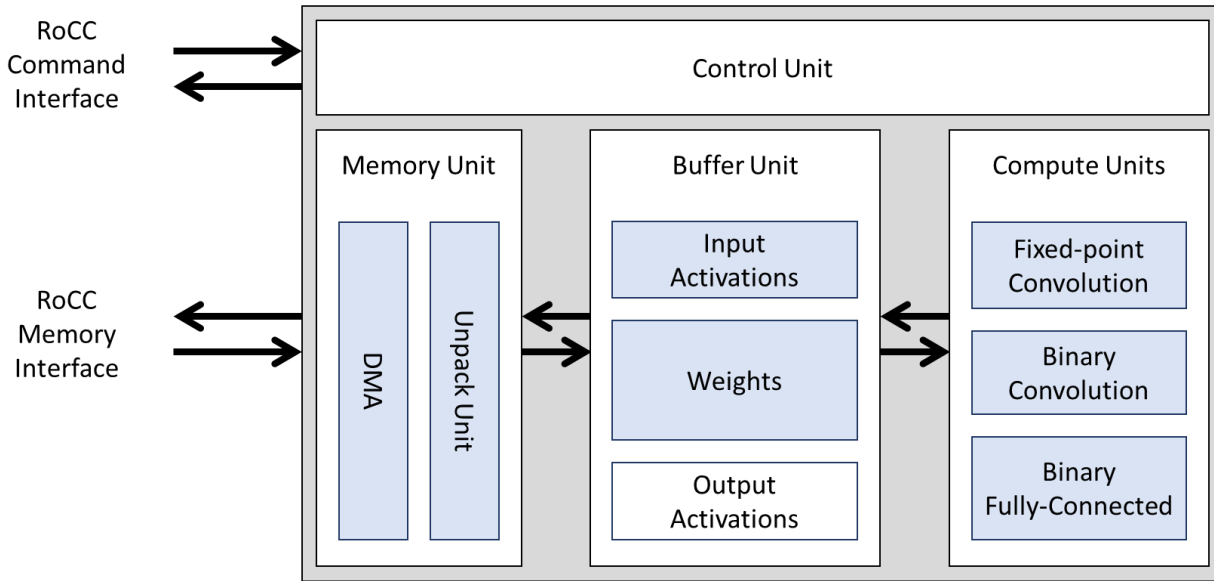 RoCC
Command
Interface
Control Unit
Memory Unit
Buffer Unit
Compute Units
RoCC
Memory
Interface
DMA
Unpack Unit
Input
Activations
Weights
Output
Activations
Fixed-point
Convolution
Binary
Convolution
Binary
Fully-Connected